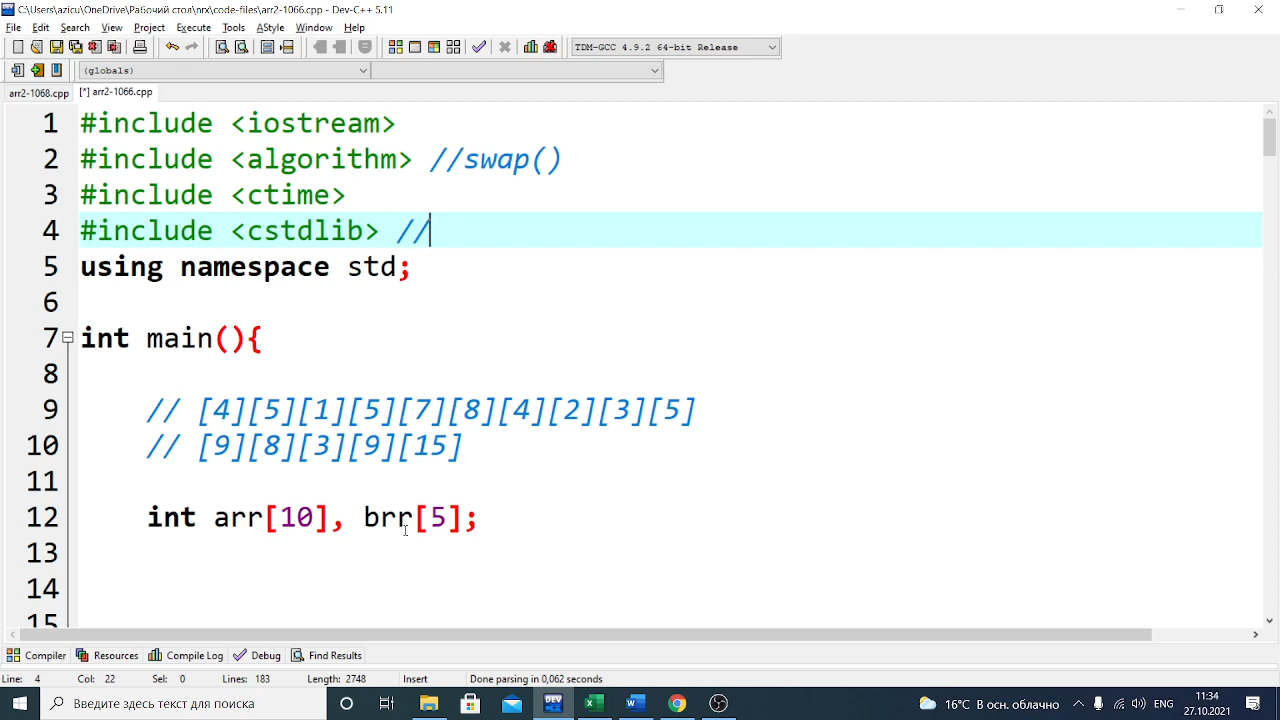 C:\Users\azicu\OneDrive\Рабочий стол\nrx\code-files\arr2-1066.cpp - Dev-C++ 5.11
File Edit Search View Project Execute Tools AStyle Window Help
TDM-GCC 4.9.2 64-bit Release
(globals)
arr2-1068.cpp [*] arr2-1066.cpp
1 #include <iostream>
2 #include <algorithm> //swap()
3 #include <ctime>
4 #include <cstdlib> //
5 using namespace std;
6
7 int main(){
8
9 // [4][5][1][5][7][8][4][2][3][5]
10 // [9][8][3][9][15]
11
12 int arr[10], brr[5];
13
14
15
Compiler Resources Compile Log Debug Find Results
Line: 4 Col: 22 Sel: 0 Lines: 183 Length: 2748 Insert Done parsing in 0,062 seconds
Введите здесь текст для поиска
DEV
16°C В осн. облачно ENG
11:34
27.10.2021